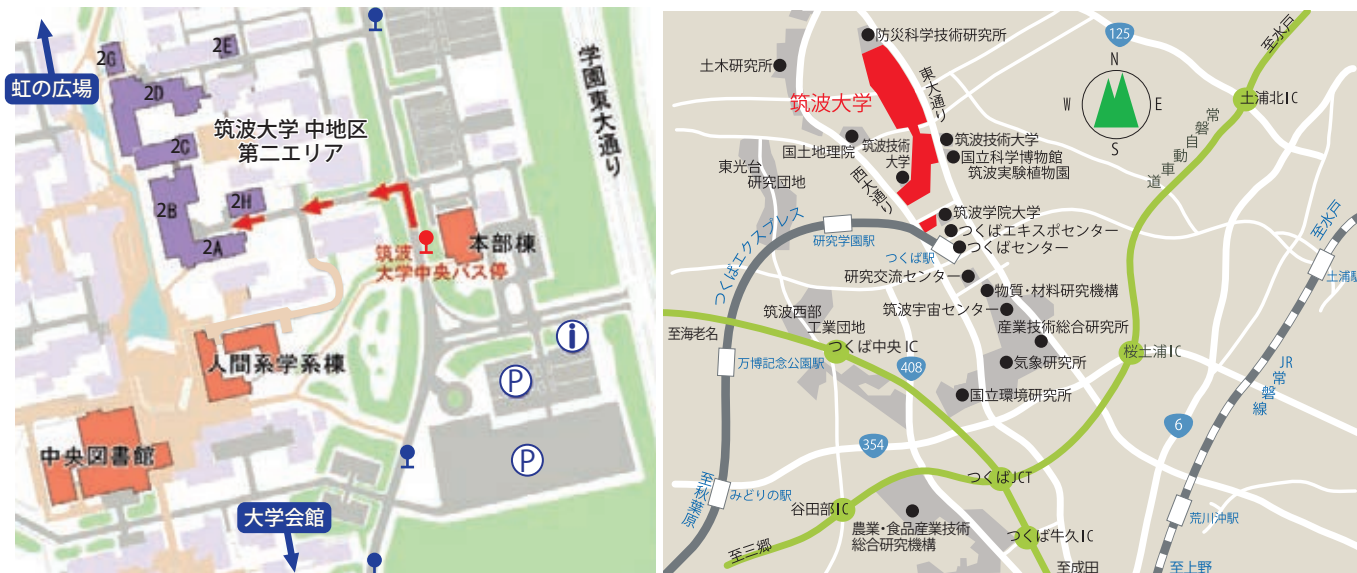 虹の広場
2G
2E
2D
筑波大学 中地区
第二エリア
2C
2B
2H
2A
学園東大通り
本部棟
筑波
大学中央バス停
人間系学系棟
中央図書館
大学会館
i
P
P
防災科学技術研究所
土木研究所
筑波大学
東大通り
125
至水戸
N
W
E
S
土浦北IC
常磐自動車道
国土地理院
筑波技術
大学
筑波技術大学
国立科学博物館
筑波実験植物園
東光台
研究団地
西大通り
筑波学院大学
つくばエキスポセンター
つくばセンター
つくばエクスプレス
研究学園駅
つくば駅
研究交流センター
物質・材料研究機構
筑波宇宙センター
産業技術総合研究所
筑波西部
工業団地
至海老名
つくば中央 IC
万博記念公園駅
408
気象研究所
国立環境研究所
桜土浦IC
至水戸
土浦駅
JR
常磐線
6
354
つくばJCT
至秋葉原
みどりの駅
谷田部IC
農業・食品産業技術
総合研究機構
つくば牛久IC
荒川沖駅
至三郷
至成田
至上野